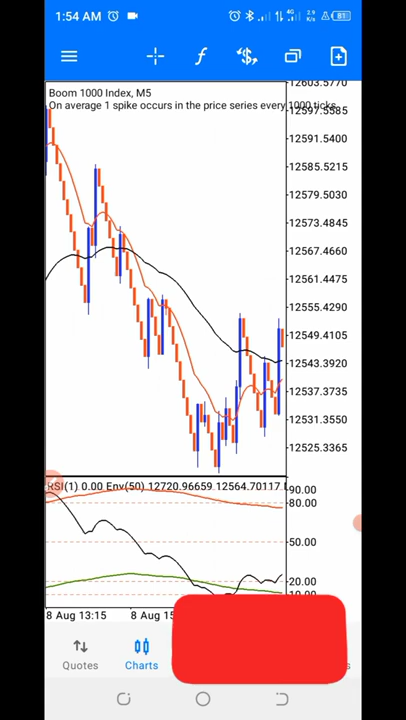 1:54 AM
4G 2.9 K/s 81
Boom 1000 Index, M5
On average 1 spike occurs in the price series every 1000 ticks.
12603.5770
12597.5585
12591.5400
12585.5215
12579.5030
12573.4845
12567.4660
12561.4475
12555.4290
12549.4105
12543.3920
12537.3735
12531.3550
12525.3365
RSI(1) 0.00 Env(50) 12720.96659 12564.70117
90.00
80.00
50.00
20.00
10.00
8 Aug 13:15 8 Aug 15
Quotes Charts